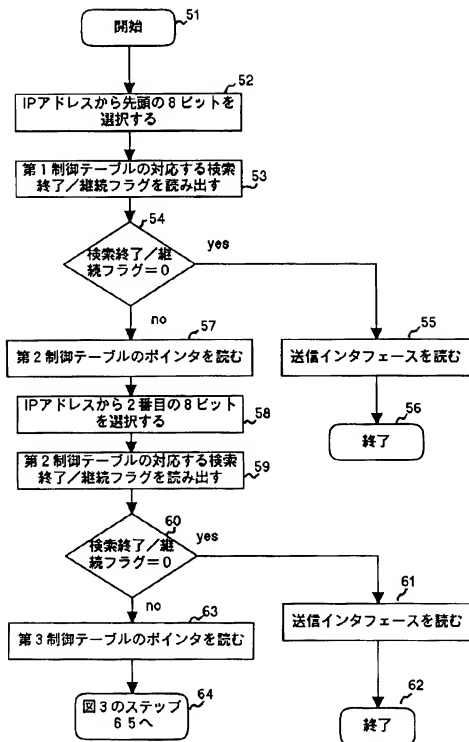 51
開始
52
IPアドレスから先頭の8ビットを
選択する
第1制御テーブルの対応する検索
終了/継続フラグを読み出す
53
54
検索終了/継
続フラグ=0
yes
no
57
第2制御テーブルのポインタを読む
55
送信インタフェースを読む
56
終了
IPアドレスから2番目の8ビット
を選択する
58
第2制御テーブルの対応する検索
終了/継続フラグを読み出す
59
60
検索終了/継
続フラグ=0
yes
no
63
第3制御テーブルのポインタを読む
61
送信インタフェースを読む
図3のステップ
65へ
64
62
終了